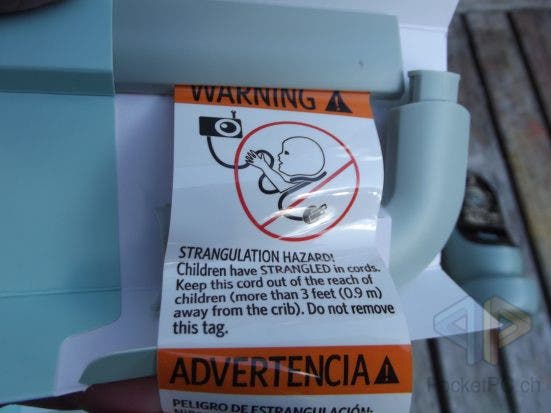 WARNING
STRANGULATION HAZARD!
Children have STRANGLED in cords.
Keep this cord out of the reach of
children (more than 3 feet (0.9 m)
away from the crib). Do not remove
this tag.
ADVERTENCIA
PELIGRO DE ESTRANGULACIÓN:
PocketPC.ch